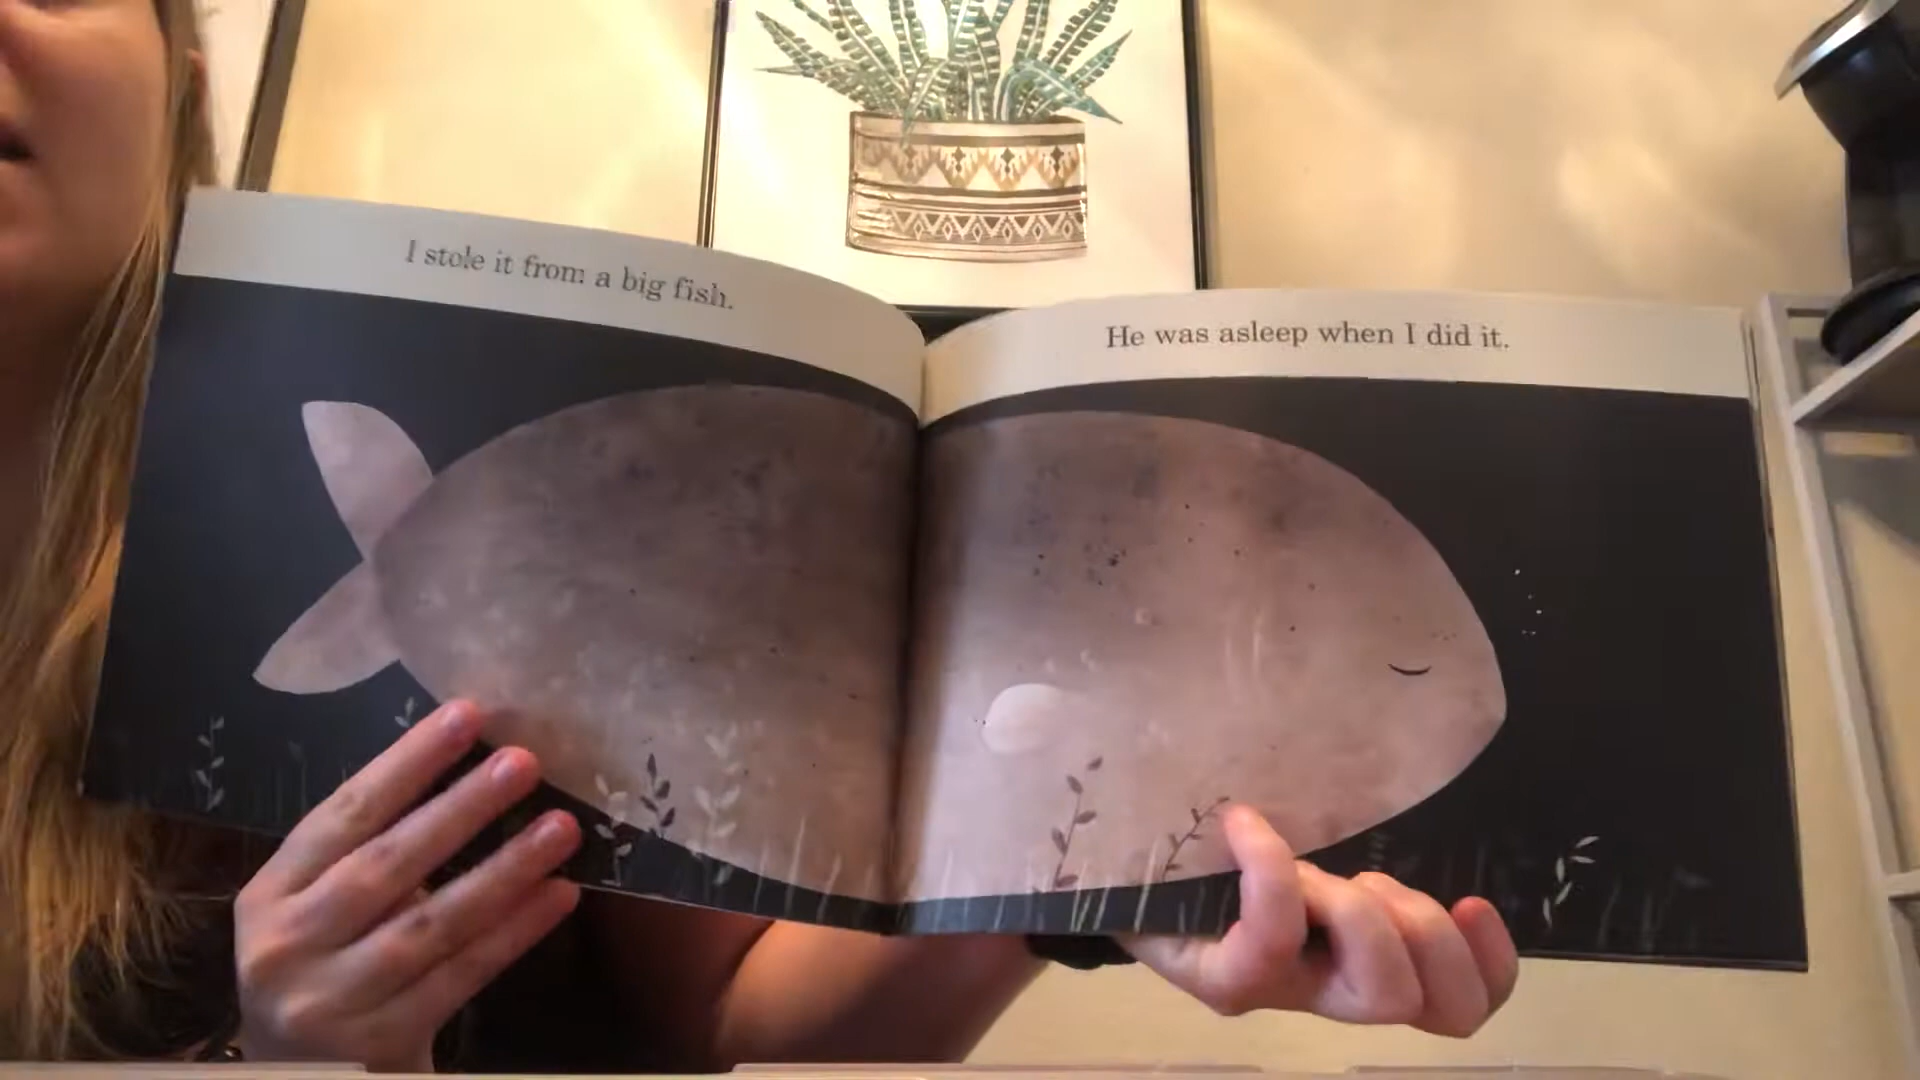 I stole it from a big fish.
He was asleep when I did it.